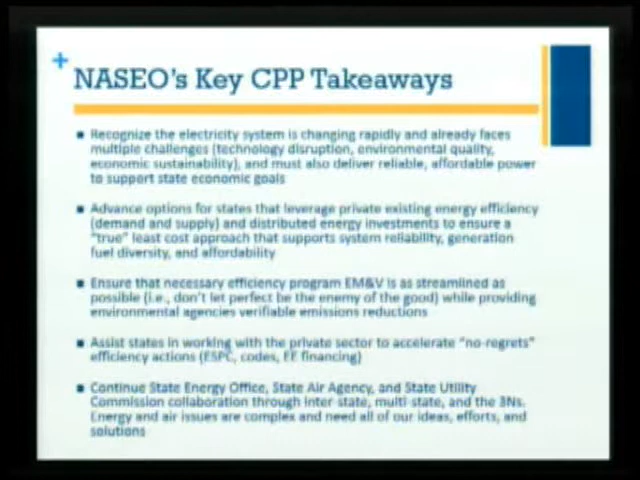 +
NASEO's Key CPP Takeaways
▪ Recognize the electricity system is changing rapidly and already faces
multiple challenges (technology disruption, environmental quality,
economic sustainability), and must also deliver reliable, affordable power
to support state economic goals
▪ Advance options for states that leverage private existing energy efficiency
(demand and supply) and distributed energy investments to ensure a
"true" least cost approach that supports system reliability, generation
fuel diversity, and affordability
▪ Ensure that necessary efficiency program EM&V is as streamlined as
possible (i.e., don't let perfect be the enemy of the good) while providing
environmental agencies verifiable emissions reductions
▪ Assist states in working with the private sector to accelerate "no-regrets"
efficiency actions (ESPC, codes, EE financing)
▪ Continue State Energy Office, State Air Agency, and State Utility
Commission collaboration through inter-state, multi-state, and the 3Ns.
Energy and air issues are complex and need all of our ideas, efforts, and
solutions